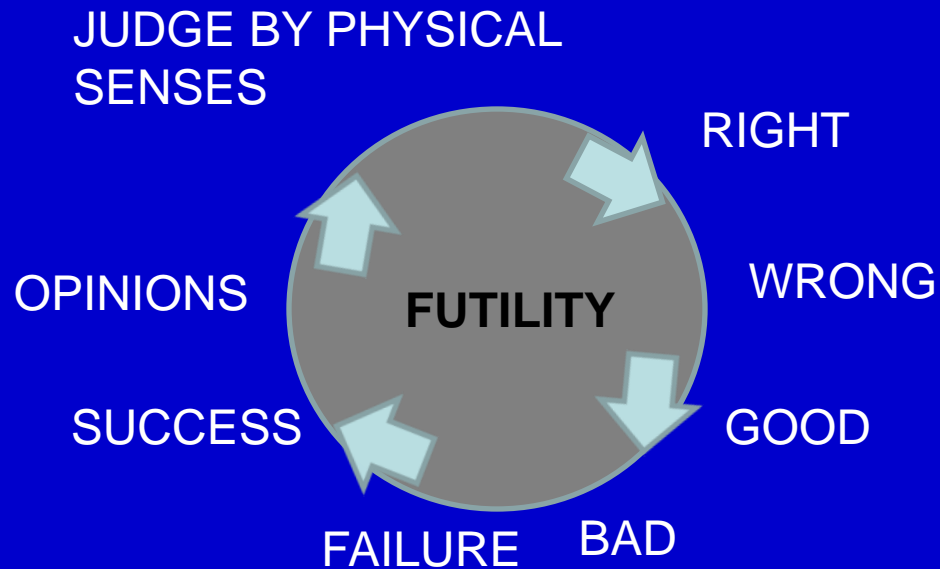 JUDGE BY PHYSICAL
SENSES
RIGHT
WRONG
GOOD
BAD
FAILURE
SUCCESS
OPINIONS
FUTILITY